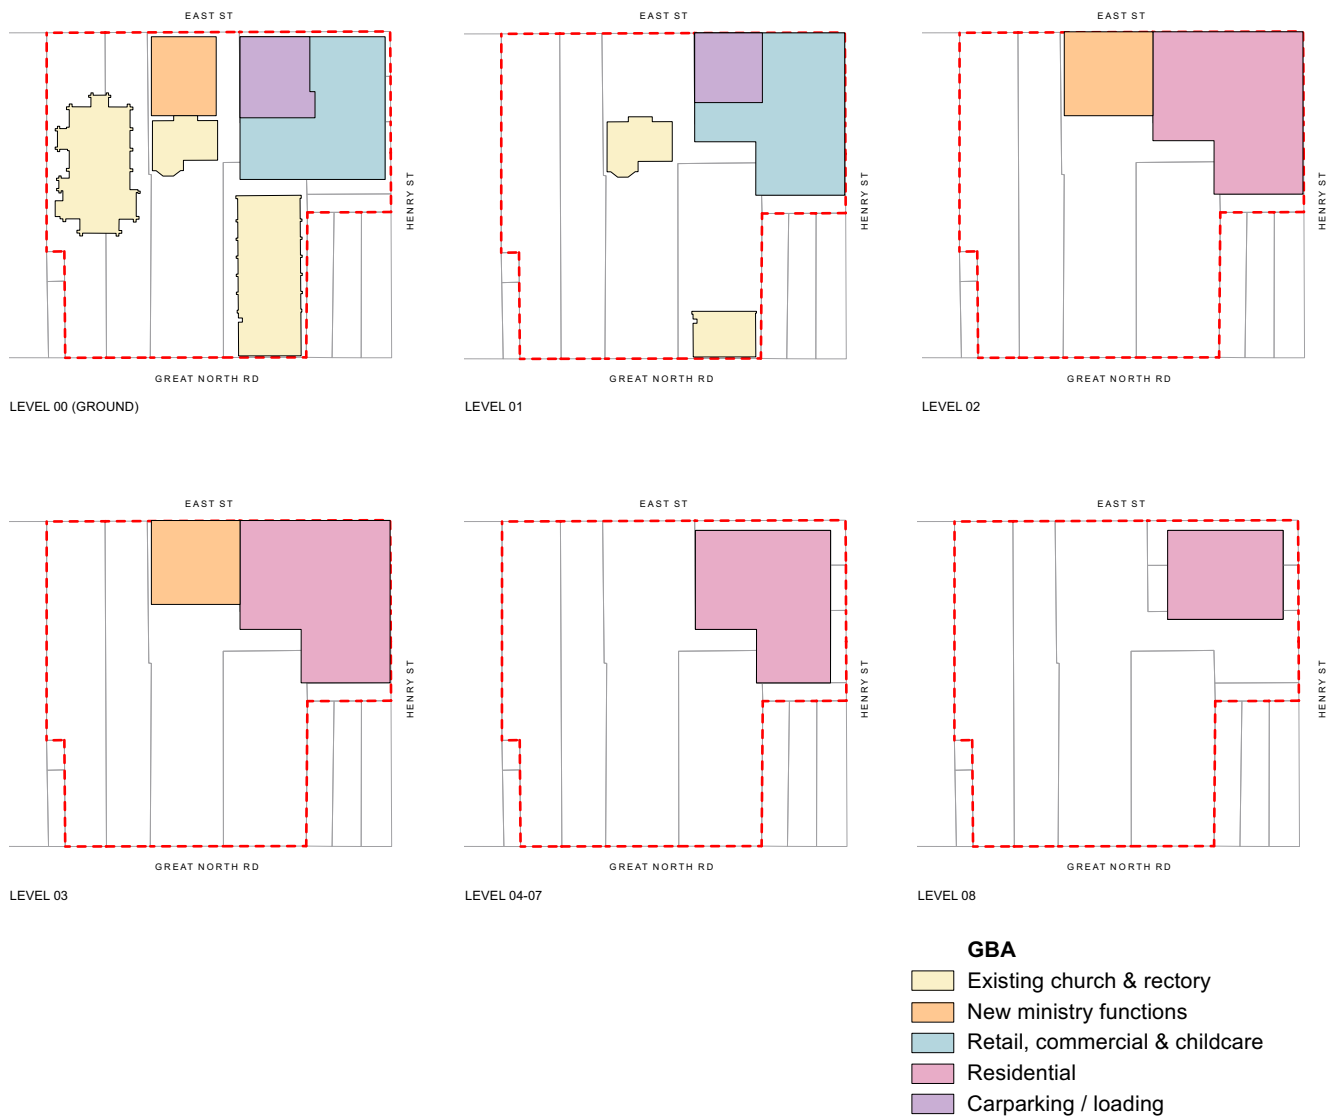 EAST ST
HENRY ST
GREAT NORTH RD
LEVEL 00 (GROUND)
EAST ST
HENRY ST
GREAT NORTH RD
LEVEL 01
EAST ST
HENRY ST
GREAT NORTH RD
LEVEL 02
EAST ST
HENRY ST
GREAT NORTH RD
LEVEL 03
EAST ST
HENRY ST
GREAT NORTH RD
LEVEL 04-07
EAST ST
HENRY ST
GREAT NORTH RD
LEVEL 08
GBA
Existing church & rectory
New ministry functions
Retail, commercial & childcare
Residential
Carparking / loading